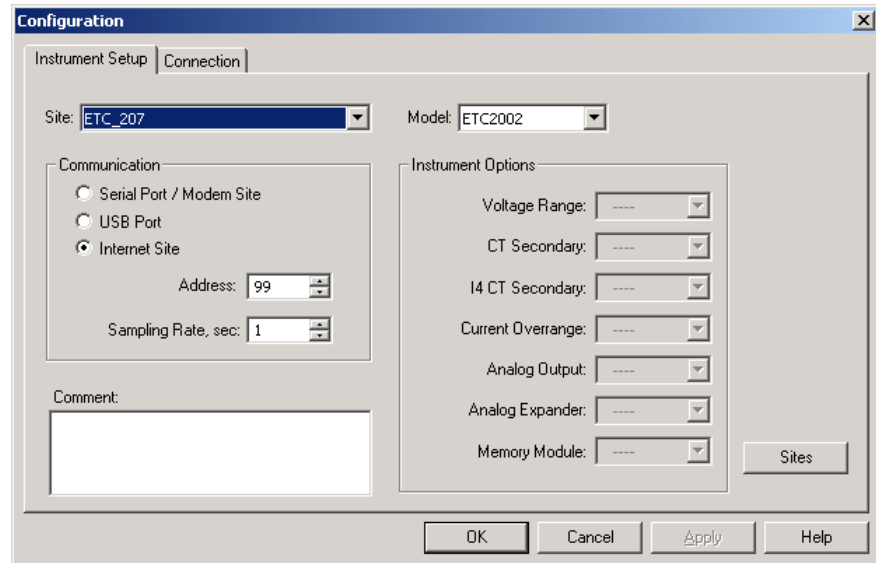 Configuration
Instrument Setup Connection
Site: ETC_207 Model: ETC2002
Communication
Serial Port / Modem Site
USB Port
Internet Site
Address: 99
Sampling Rate, sec: 1
Comment:
Instrument Options
Voltage Range: ----
CT Secondary: ----
I4 CT Secondary: ----
Current Overrange: ----
Analog Output: ----
Analog Expander: ----
Memory Module: ----
Sites
OK Cancel Apply Help